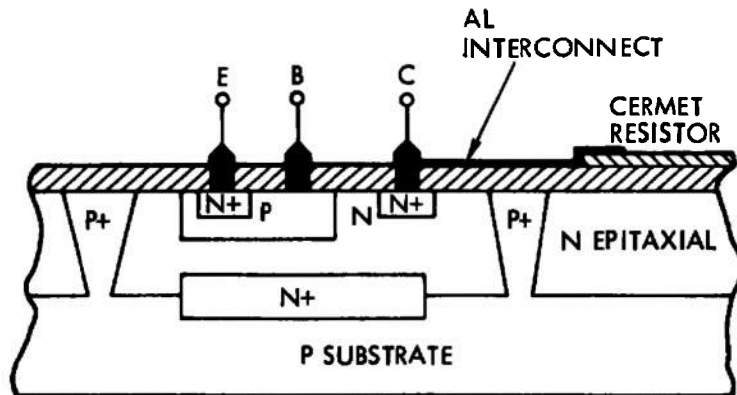 AL
INTERCONNECT
E
B
C
CERMET
RESISTOR
P+
N+
P
N
N+
P+
N EPITAXIAL
N+
P SUBSTRATE